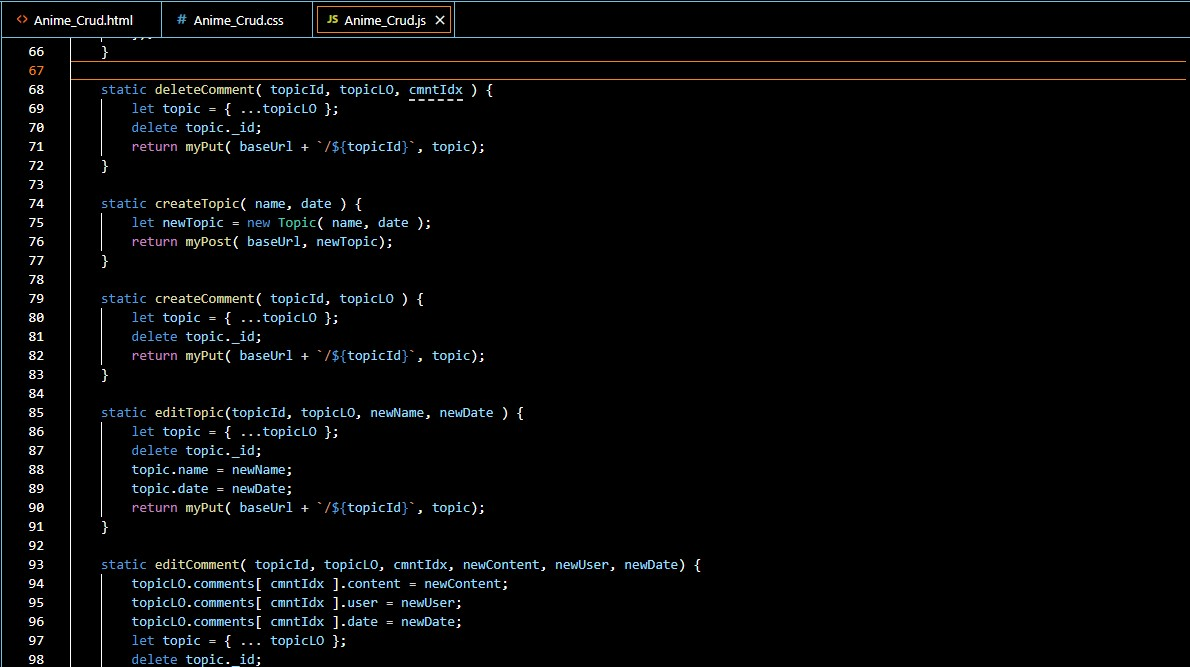 <> Anime_Crud.html # Anime_Crud.css JS Anime_Crud.js ×
66 }
67
68 static deleteComment( topicId, topicLO, cmntIdx ) {
69 let topic = { ...topicLO };
70 delete topic._id;
71 return myPut( baseUrl + `/${topicId}`, topic);
72 }
73
74 static createTopic( name, date ) {
75 let newTopic = new Topic( name, date );
76 return myPost( baseUrl, newTopic);
77 }
78
79 static createComment( topicId, topicLO ) {
80 let topic = { ...topicLO };
81 delete topic._id;
82 return myPut( baseUrl + `/${topicId}`, topic);
83 }
84
85 static editTopic(topicId, topicLO, newName, newDate ) {
86 let topic = { ...topicLO };
87 delete topic._id;
88 topic.name = newName;
89 topic.date = newDate;
90 return myPut( baseUrl + `/${topicId}`, topic);
91 }
92
93 static editComment( topicId, topicLO, cmntIdx, newContent, newUser, newDate) {
94 topicLO.comments[ cmntIdx ].content = newContent;
95 topicLO.comments[ cmntIdx ].user = newUser;
96 topicLO.comments[ cmntIdx ].date = newDate;
97 let topic = { ... topicLO };
98 delete topic._id;